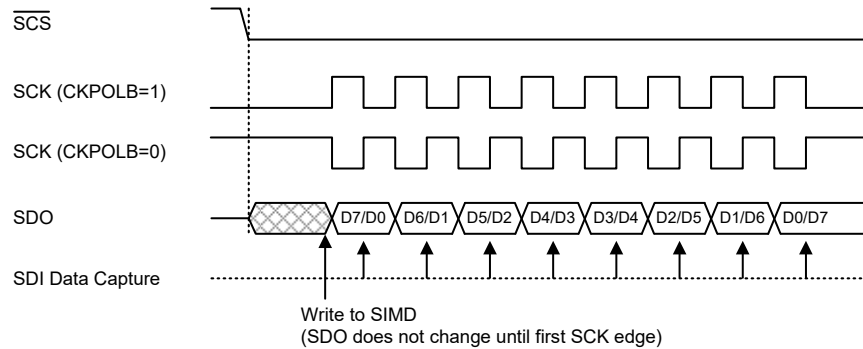 SCS
SCK (CKPOLB=1)
SCK (CKPOLB=0)
SDO D7/D0 D6/D1 D5/D2 D4/D3 D3/D4 D2/D5 D1/D6 D0/D7
SDI Data Capture
Write to SIMD
(SDO does not change until first SCK edge)